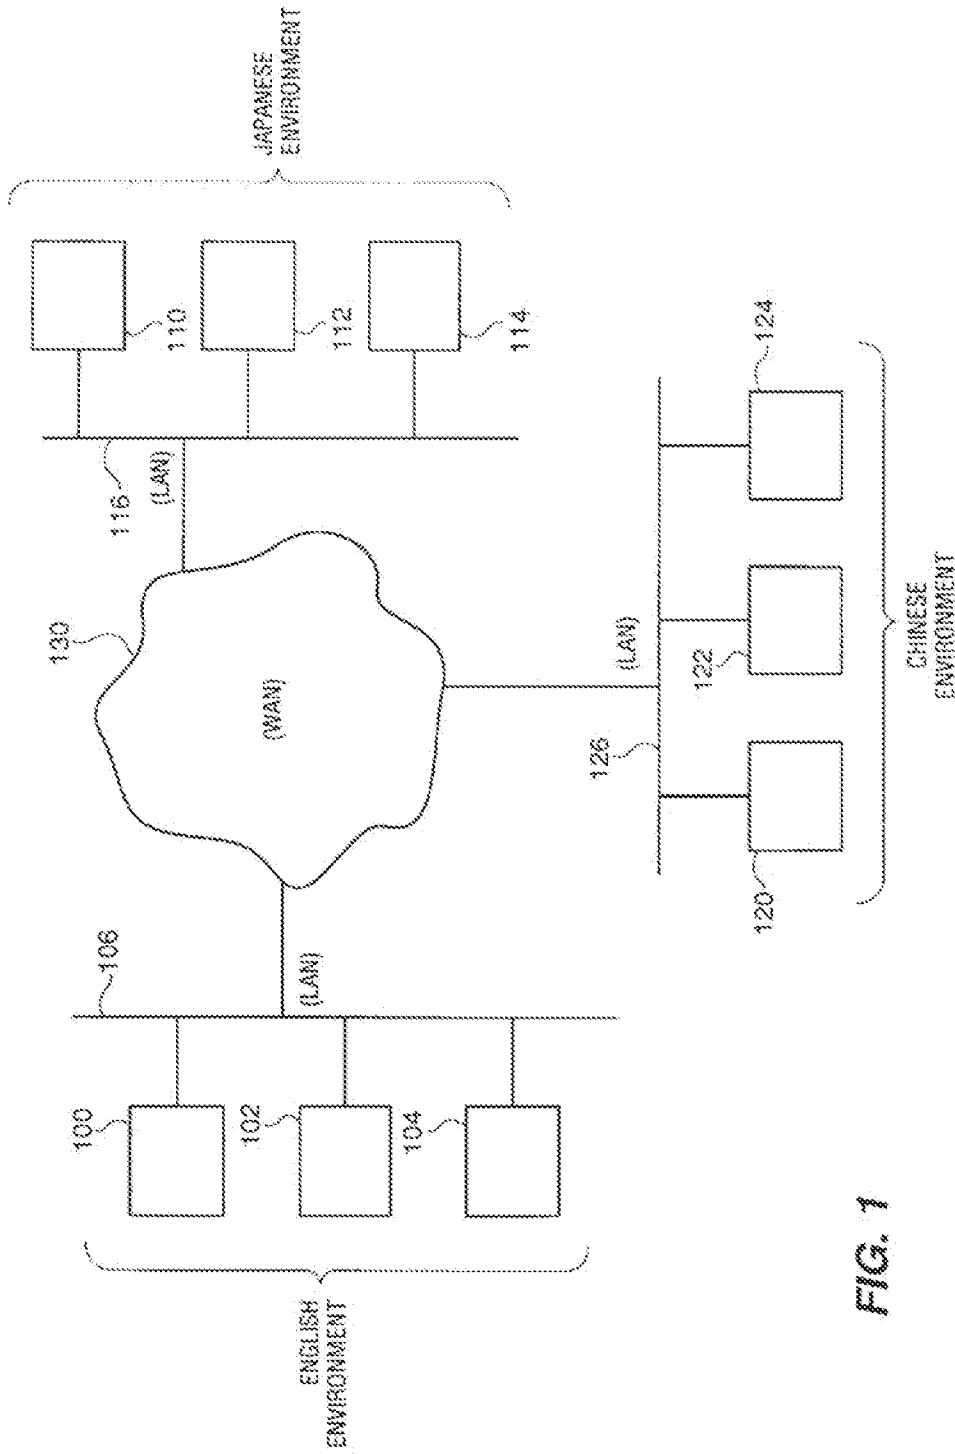 JAPANESE
ENVIRONMENT
110
112
114
116
(LAN)
130
(WAN)
124
122
(LAN)
126
120
CHINESE
ENVIRONMENT
106
(LAN)
100
102
104
ENGLISH
ENVIRONMENT
FIG. 1